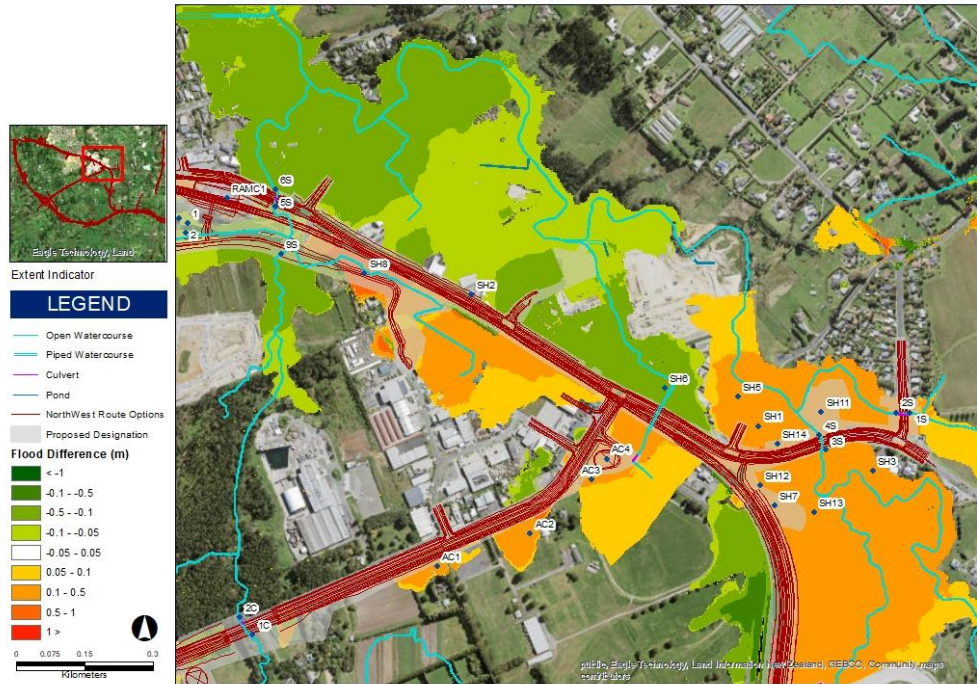 Eagle Technology, Land
Extent Indicator
LEGEND
Open Watercourse
Piped Watercourse
Culvert
Pond
NorthWest Route Options
Proposed Designation
Flood Difference (m)
< -1
-0.1 - -0.5
-0.5 - -0.1
-0.1 - -0.05
-0.05 - 0.05
0.05 - 0.1
0.1 - 0.5
0.5 - 1
1 >
0 0.075 0.15 0.3
Kilometers
6S
RAMC1
5S
1
2
9S
SH8
SH2
SH6
SH5
SH11
2S
1S
SH1
4S
SH14
3S
AC4
AC3
SH3
SH12
SH7
SH13
AC2
AC1
2C
1C
public, Eagle Technology, Land Information New Zealand, GEBCO, Community maps
contributors